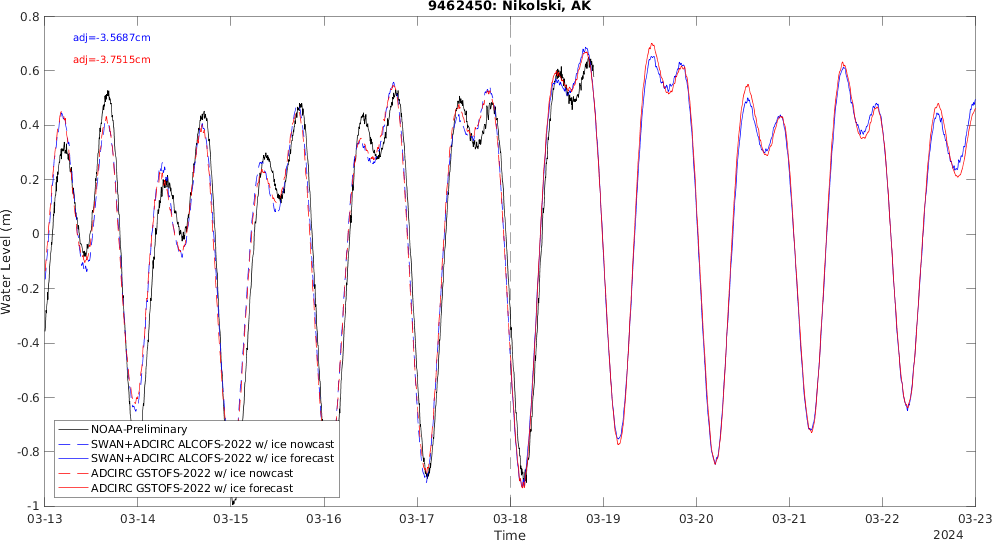 9462450: Nikolski, AK
adj=-3.5687cm
adj=-3.7515cm
Water Level (m)
0.8
0.6
0.4
0.2
0
-0.2
-0.4
-0.6
-0.8
-1
NOAA-Preliminary
SWAN+ADCIRC ALCOFS-2022 w/ ice nowcast
SWAN+ADCIRC ALCOFS-2022 w/ ice forecast
ADCIRC GSTOFS-2022 w/ ice nowcast
ADCIRC GSTOFS-2022 w/ ice forecast
03-13 03-14 03-15 03-16 03-17 03-18 03-19 03-20 03-21 03-22 03-23
Time
2024